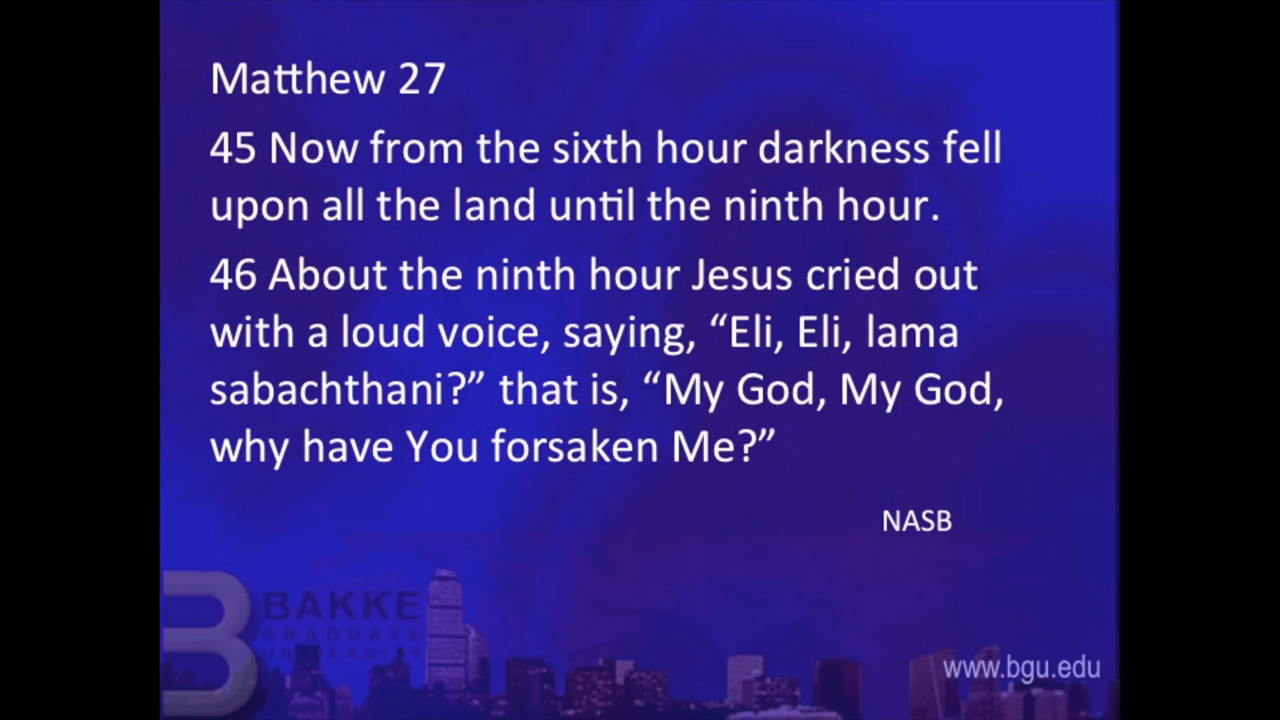 Matthew 27
45 Now from the sixth hour darkness fell
upon all the land until the ninth hour.
46 About the ninth hour Jesus cried out
with a loud voice, saying, “Eli, Eli, lama
sabachthani?” that is, “My God, My God,
why have You forsaken Me?”
NASB
B BAKKE
GRADUATE
UNIVERSITY
www.bgu.edu